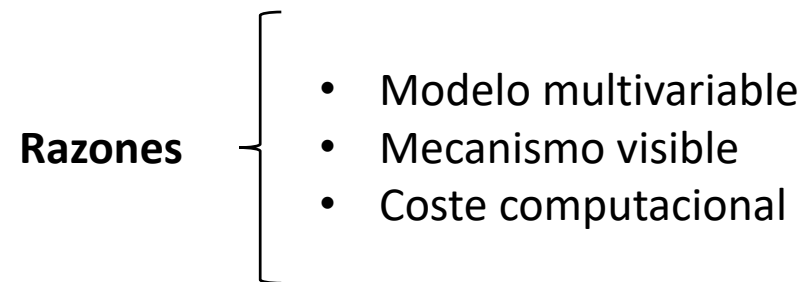 Razones
• Modelo multivariable
• Mecanismo visible
• Coste computacional